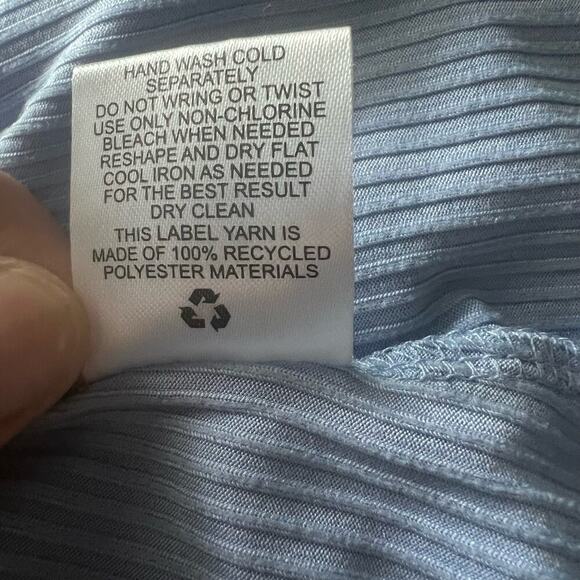 HAND WASH COLD
SEPARATELY
DO NOT WRING OR TWIST
USE ONLY NON-CHLORINE
BLEACH WHEN NEEDED
RESHAPE AND DRY FLAT
COOL IRON AS NEEDED
FOR THE BEST RESULT
DRY CLEAN
THIS LABEL YARN IS
MADE OF 100% RECYCLED
POLYESTER MATERIALS